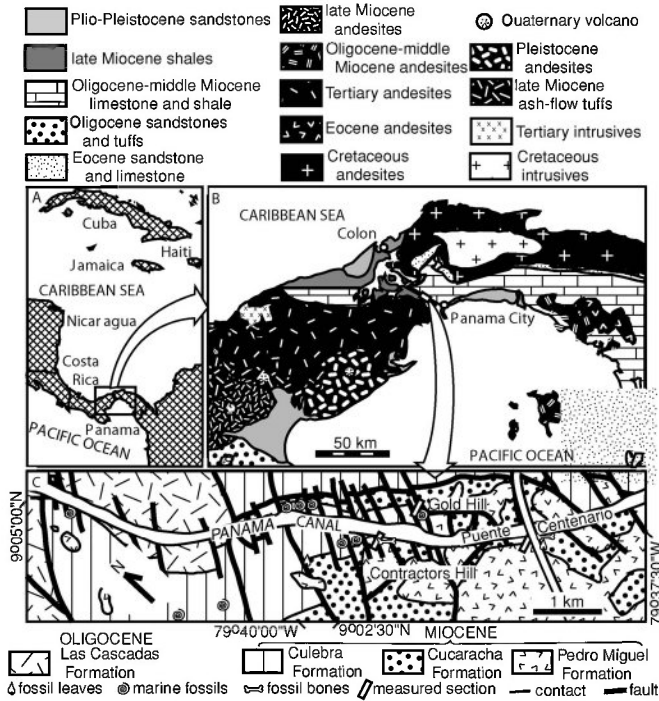 Plio-Pleistocene sandstones
late Miocene shales
Oligocene-middle Miocene
limestone and shale
Oligocene sandstones
and tuffs
Eocene sandstone
and limestone
late Miocene
andesites
Oligocene-middle
Miocene andesites
Tertiary andesites
Eocene andesites
Cretaceous
andesites
Quaternary volcano
Pleistocene
andesites
late Miocene
ash-flow tuffs
Tertiary intrusives
Cretaceous
intrusives
A
Cuba
Haiti
Jamaica
CARIBBEAN SEA
Nicar agua
Costa
Rica
Panama
PACIFIC OCEAN
B
CARIBBEAN SEA
Colon
Panama City
50 km
PACIFIC OCEAN
C
9º05'00"N
PANAMA CANAL
Gold Hill
Puente Centenario
Contractors Hill
N
1 km
79º37'30"W
79º40'00"W
9º02'30"N
OLIGOCENE
MIOCENE
Las Cascadas
Formation
Culebra
Formation
Cucaracha
Formation
Pedro Miguel
Formation
fossil leaves
marine fossils
fossil bones
measured section
contact
fault